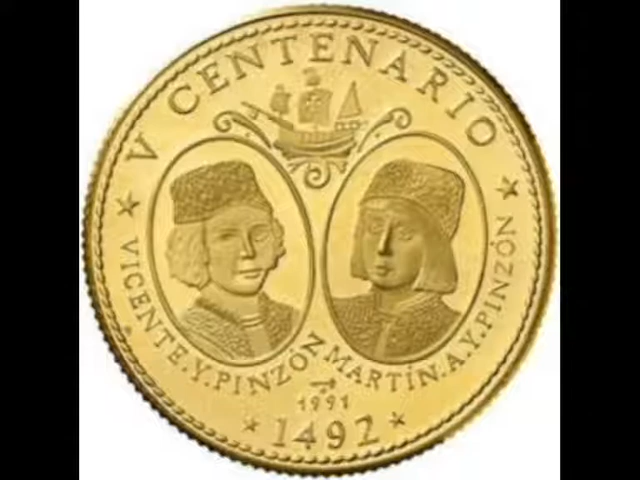 V CENTENARIO
VICENTE.Y.PINZÓN
MARTÍN.A.Y.PINZÓN
1991
1492